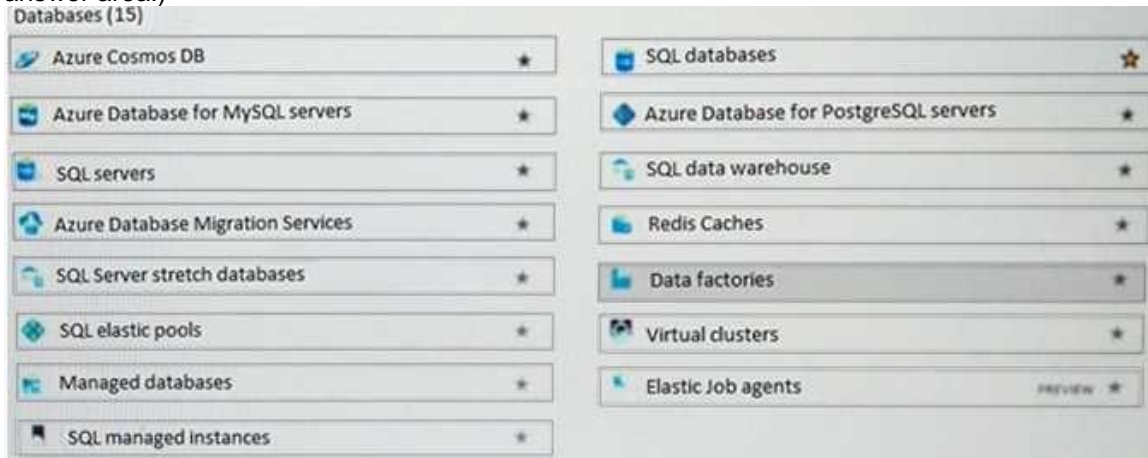 answer area.)
Databases (15)
Azure Cosmos DB
SQL databases
Azure Database for MySQL servers
Azure Database for PostgreSQL servers
SQL servers
SQL data warehouse
Azure Database Migration Services
Redis Caches
SQL Server stretch databases
Data factories
SQL elastic pools
Virtual clusters
Managed databases
Elastic Job agents PREVIEW
SQL managed instances